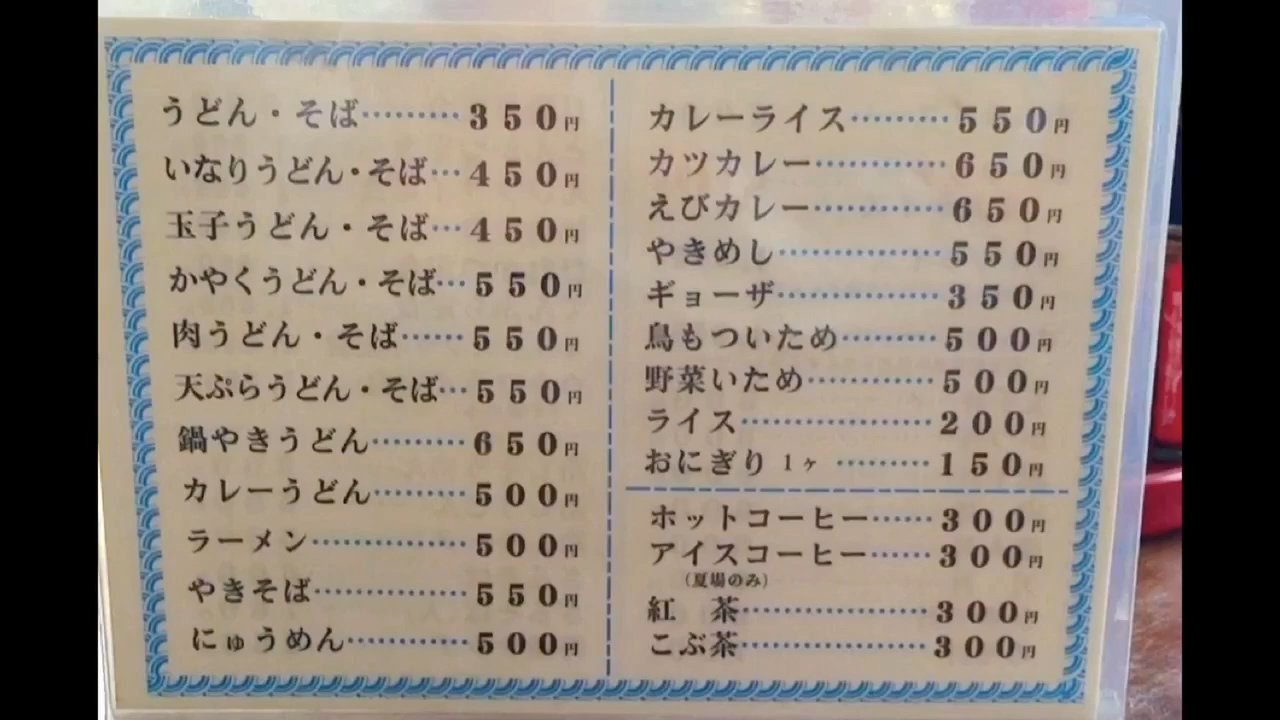 うどん・そば………350円
いなりうどん・そば…450円
玉子うどん・そば…450円
かやくうどん・そば…550円
肉うどん・そば……550円
天ぷらうどん・そば…550円
鍋やきうどん………650円
カレーうどん………500円
ラーメン……………500円
やきそば……………550円
にゅうめん…………500円
カレーライス………550円
カツカレー…………650円
えびカレー…………650円
やきめし……………550円
ギョーザ……………350円
鳥もついため………500円
野菜いため…………500円
ライス………………200円
おにぎり 1ヶ ………150円
ホットコーヒー……300円
アイスコーヒー……300円
(夏場のみ)
紅 茶………………300円
こぶ茶………………300円